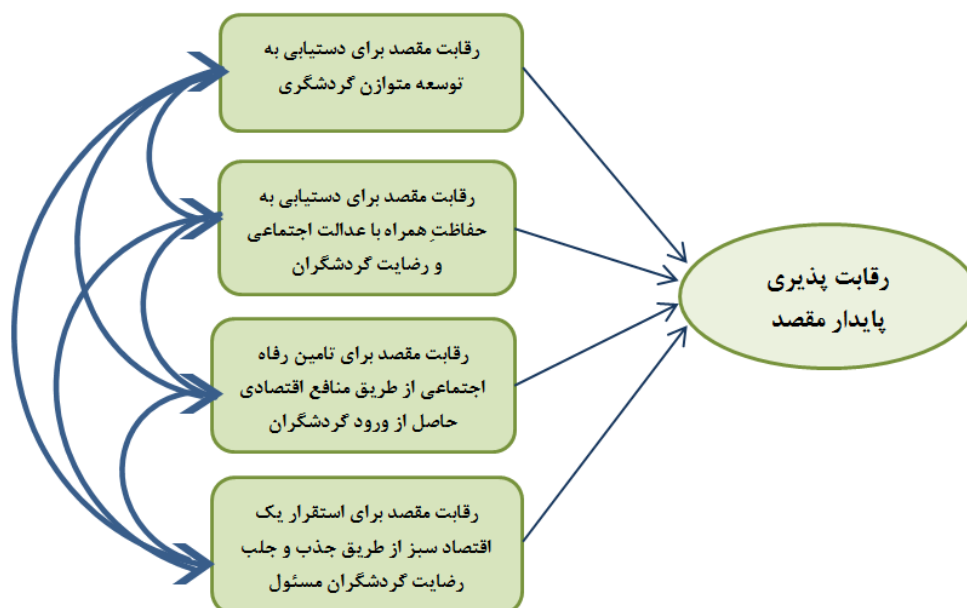 رقابت مقصد برای دستیابی به
توسعه متوازن گردشگری
رقابت مقصد برای دستیابی به
حفاظتِ همراه با عدالت اجتماعی
و رضایت گردشگران
رقابت مقصد برای تامین رفاه
اجتماعی از طریق منافع اقتصادی
حاصل از ورود گردشگران
رقابت مقصد برای استقرار یک
اقتصاد سبز از طریق جذب و جلب
رضایت گردشگران مسئول
رقابت پذیری
پایدار مقصد